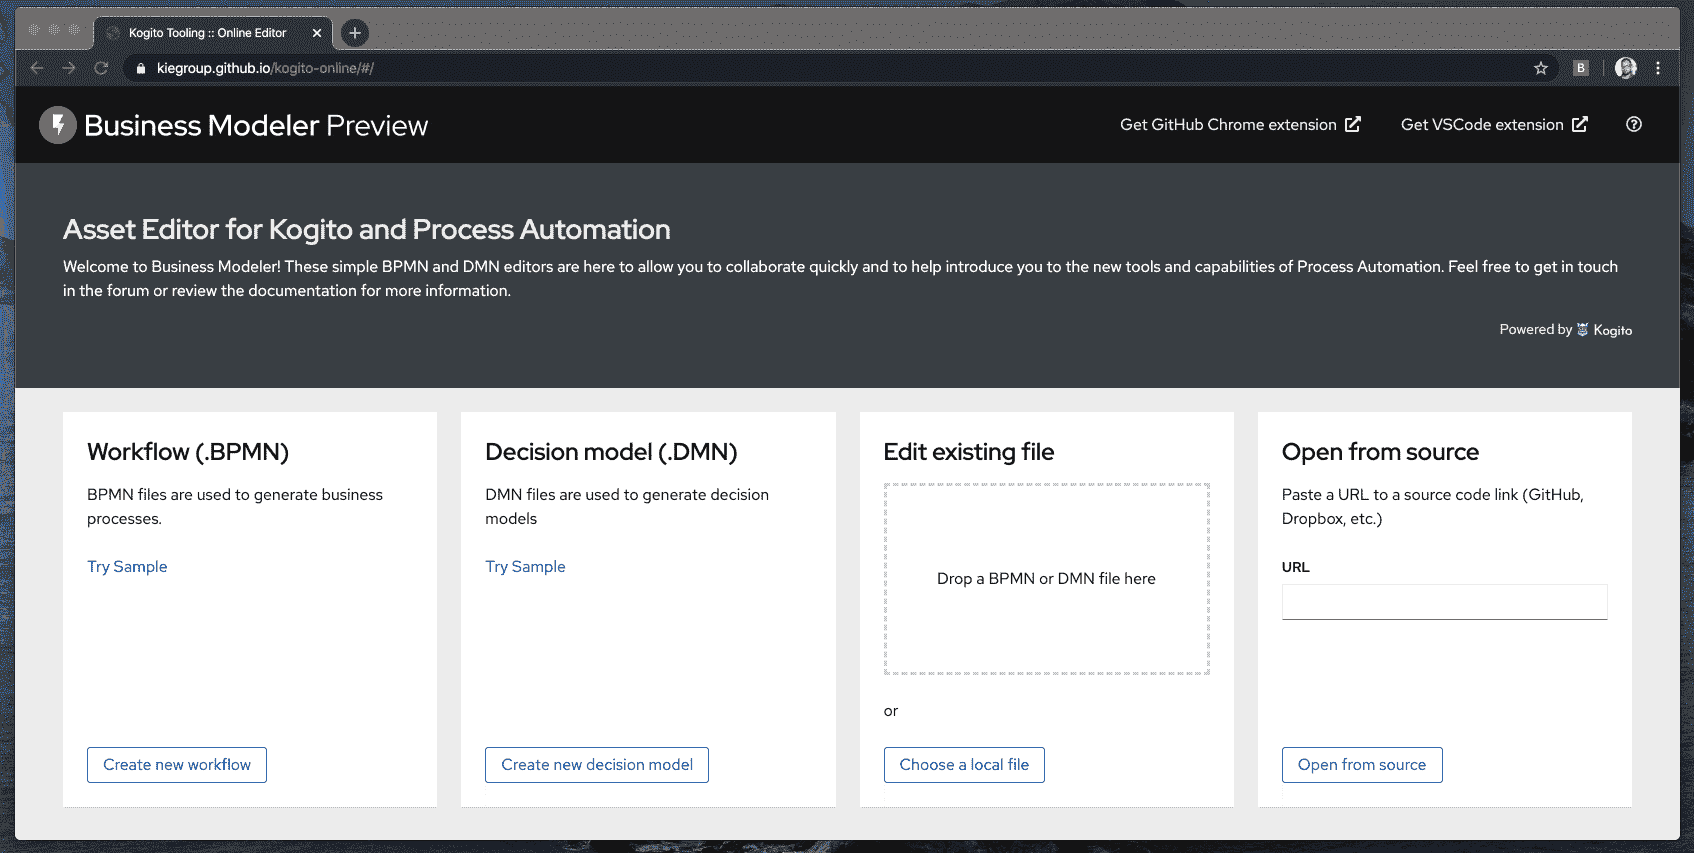 Kogito Tooling :: Online Editor
kiegroup.github.io/kogito-online/#/
B
Business Modeler Preview
Get GitHub Chrome extension
Get VSCode extension
Asset Editor for Kogito and Process Automation
Welcome to Business Modeler! These simple BPMN and DMN editors are here to allow you to collaborate quickly and to help introduce you to the new tools and capabilities of Process Automation. Feel free to get in touch
in the forum or review the documentation for more information.
Powered by Kogito
Workflow (.BPMN)
BPMN files are used to generate business
processes.
Try Sample
Create new workflow
Decision model (.DMN)
DMN files are used to generate decision
models
Try Sample
Create new decision model
Edit existing file
Drop a BPMN or DMN file here
or
Choose a local file
Open from source
Paste a URL to a source code link (GitHub,
Dropbox, etc.)
URL
Open from source